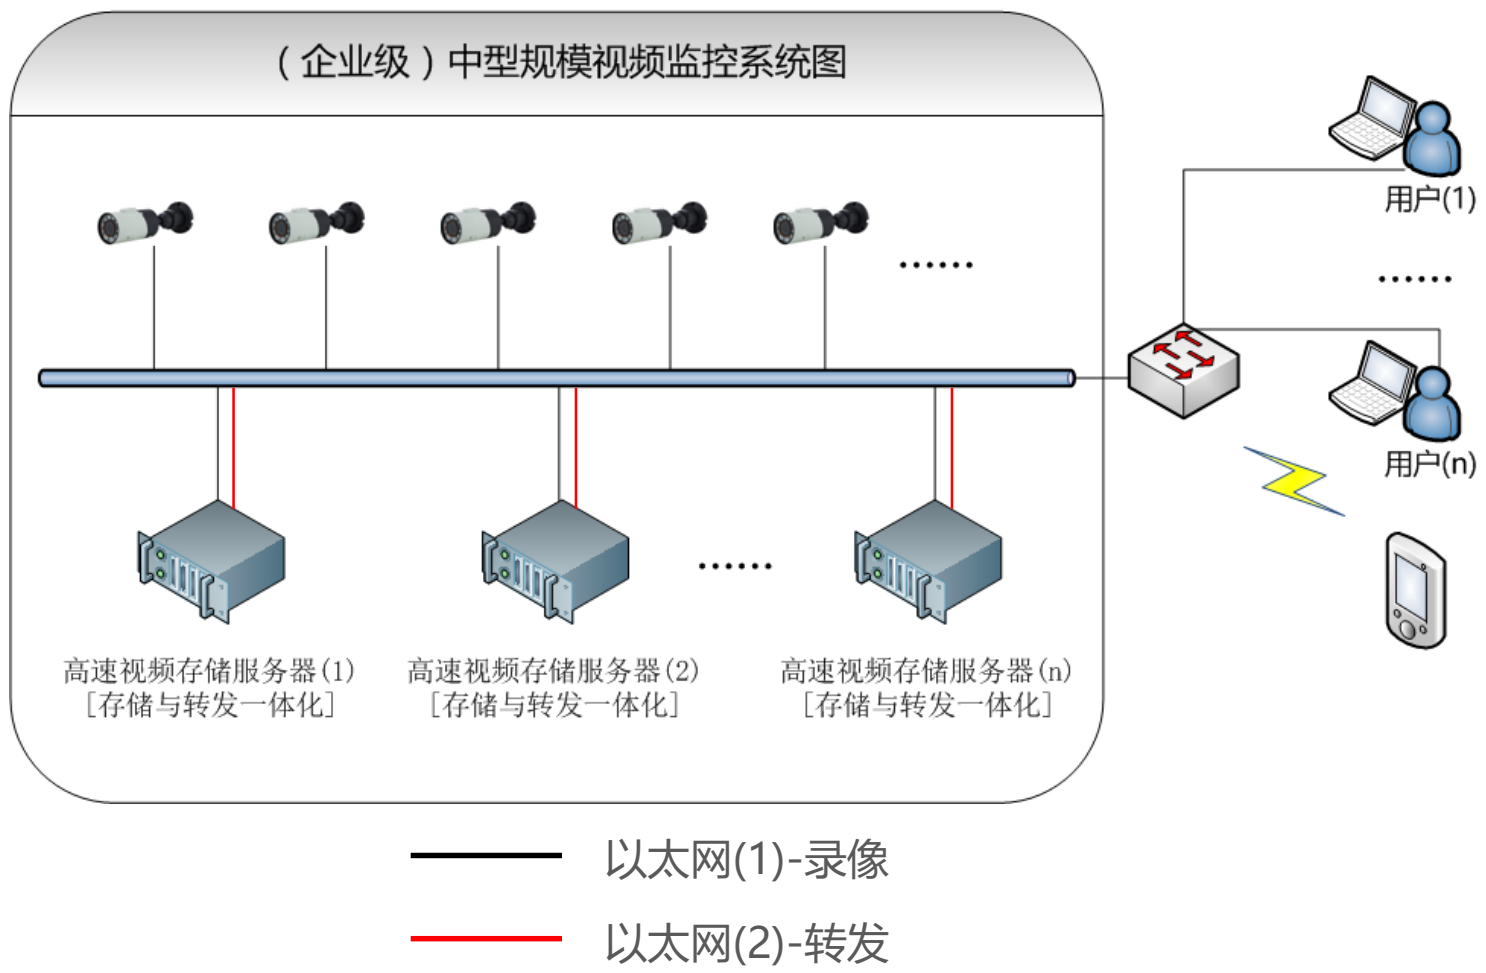 （企业级）中型规模视频监控系统图
用户(1)
……
……
用户(n)
……
高速视频存储服务器(1)
[存储与转发一体化]
高速视频存储服务器(2)
[存储与转发一体化]
高速视频存储服务器(n)
[存储与转发一体化]
以太网(1)-录像
以太网(2)-转发